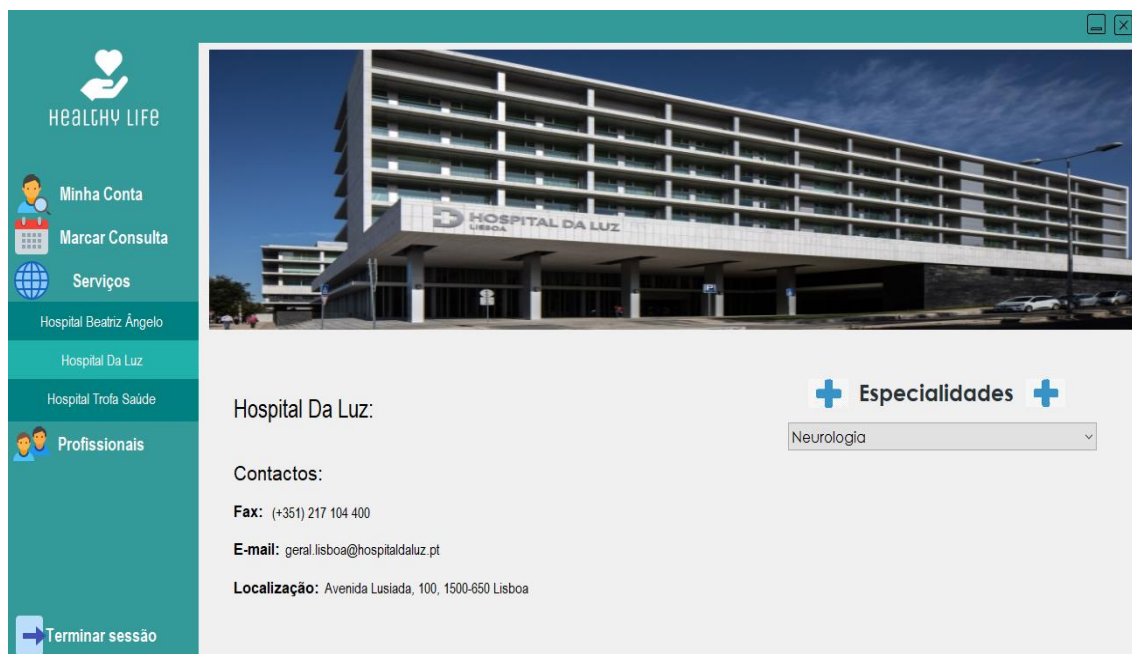 HEALTHY LIFE
Minha Conta
Marcar Consulta
Serviços
Hospital Beatriz Ângelo
Hospital Da Luz
Hospital Trofa Saúde
Profissionais
Terminar sessão
HOSPITAL DA LUZ
LISBOA
P
Hospital Da Luz:
Contactos:
Fax: (+351) 217 104 400
E-mail: geral.lisboa@hospitaldaluz.pt
Localização: Avenida Lusiada, 100, 1500-650 Lisboa
Especialidades
Neurologia